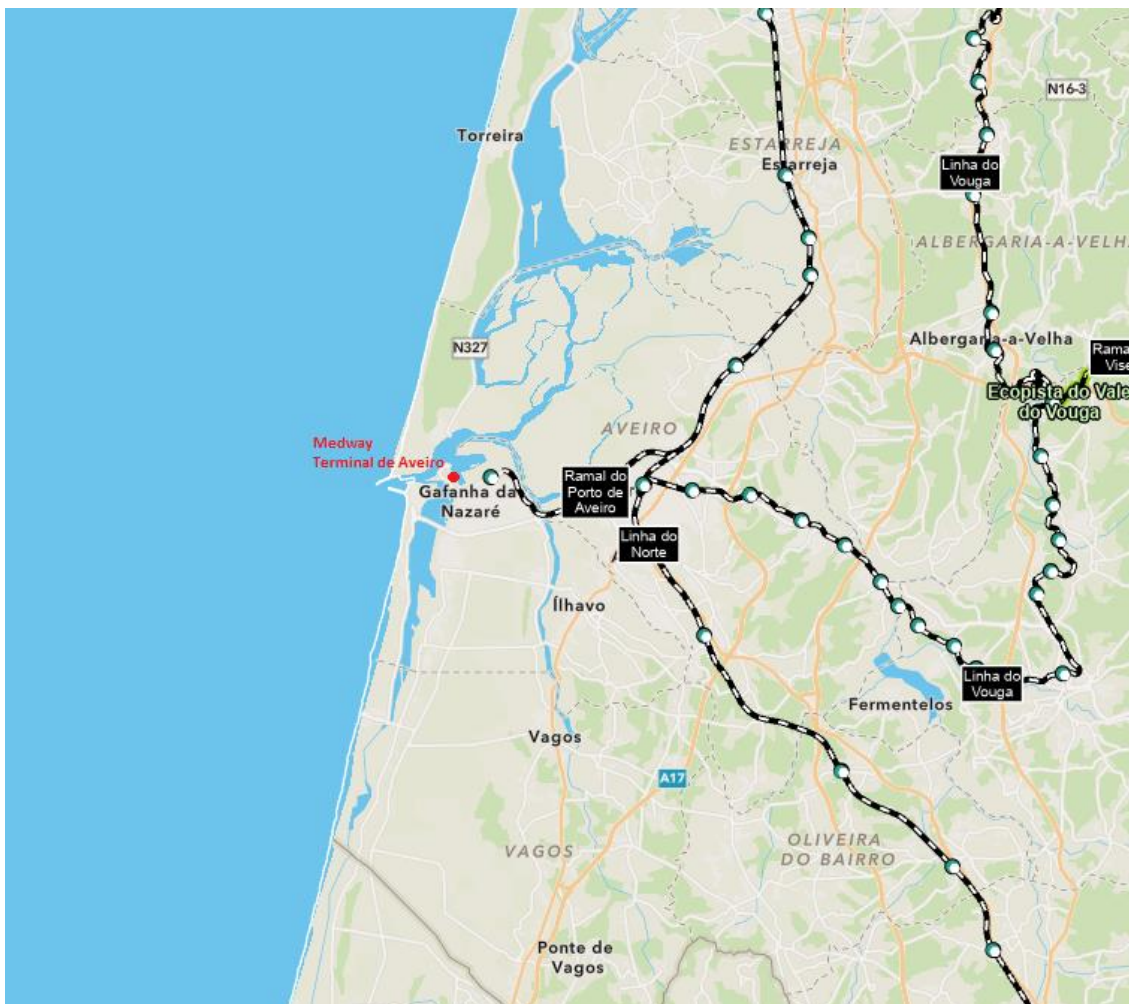 N16-3
Torreira
ESTARREJA
Estarreja
Linha do
Vouga
ALBERGARIA-A-VELHA
Albergaria-a-Velha
N327
Rama
Vise
Ecopista do Vale
do Vouga
AVEIRO
Medway
Terminal de Aveiro
Gafanha da
Nazaré
Ramal do
Porto de
Aveiro
Linha do
Norte
Ílhavo
Linha do
Vouga
Fermentelos
Vagos
A17
OLIVEIRA
DO BAIRRO
VAGOS
Ponte de
Vagos